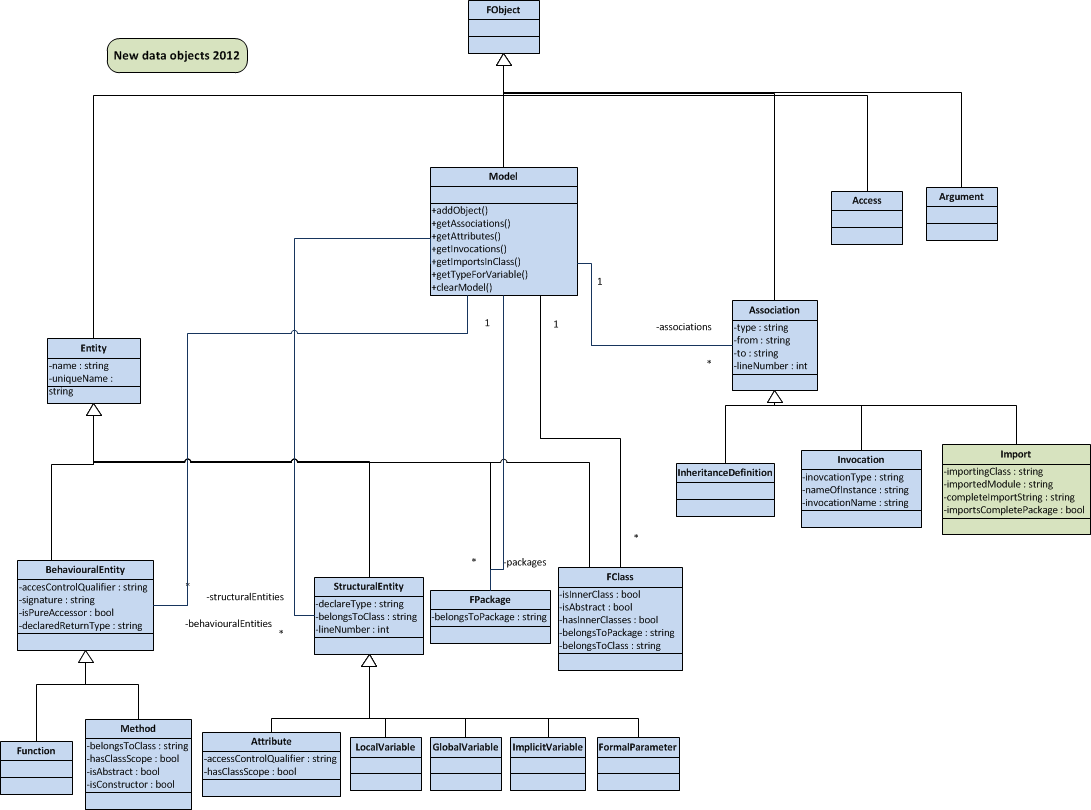 FObject
New data objects 2012
Model
+addObject()
+getAssociations()
+getAttributes()
+getInvocations()
+getImportsInClass()
+getTypeForVariable()
+clearModel()
Access
Argument
1
1
1
-associations
*
Association
-type : string
-from : string
-to : string
-lineNumber : int
Entity
-name : string
-uniqueName :
string
InheritanceDefinition
Invocation
-inovcationType : string
-nameOfInstance : string
-invocationName : string
Import
-importingClass : string
-importedModule : string
-completeImportString : string
-importsCompletePackage : bool
*
*
-packages
BehaviouralEntity
-accesControlQualifier : string
-signature : string
-isPureAccessor : bool
-declaredReturnType : string
*
-structuralEntities
-behaviouralEntities
*
StructuralEntity
-declareType : string
-belongsToClass : string
-lineNumber : int
FPackage
-belongsToPackage : string
FClass
-isInnerClass : bool
-isAbstract : bool
-hasInnerClasses : bool
-belongsToPackage : string
-belongsToClass : string
Function
Method
-belongsToClass : string
-hasClassScope : bool
-isAbstract : bool
-isConstructor : bool
Attribute
-accessControlQualifier : string
-hasClassScope : bool
LocalVariable
GlobalVariable
ImplicitVariable
FormalParameter